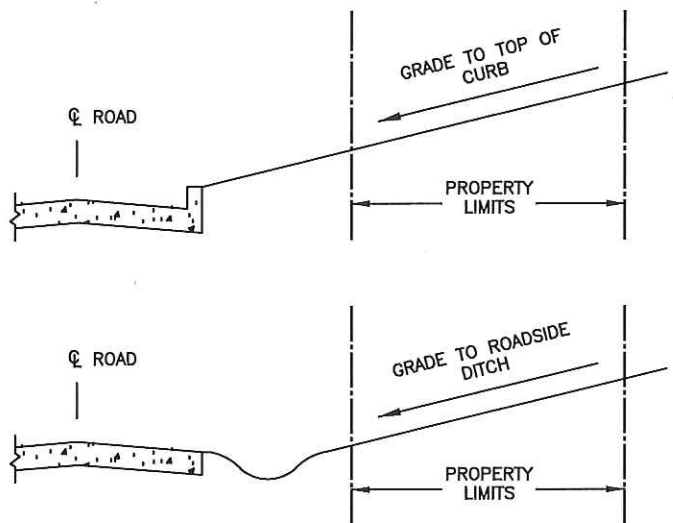 GRADE TO TOP OF
CURB
℄ ROAD
PROPERTY
LIMITS
GRADE TO ROADSIDE
DITCH
℄ ROAD
PROPERTY
LIMITS